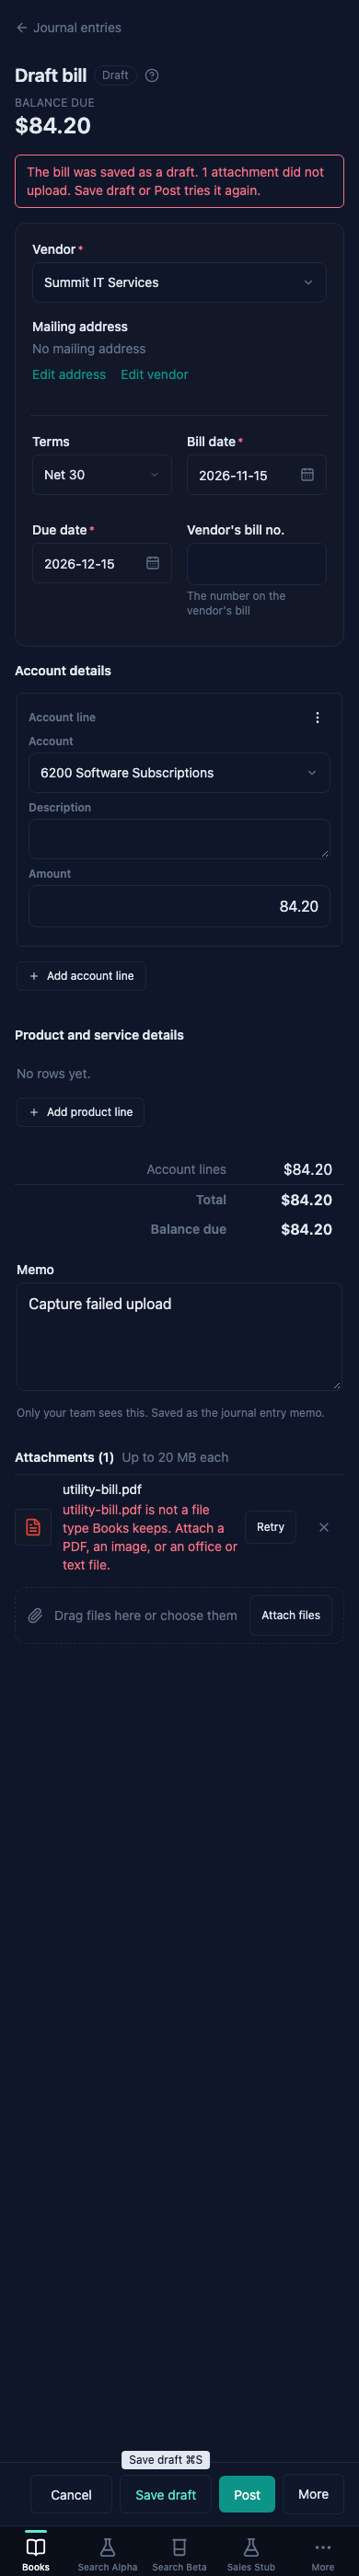 Journal entries
Draft bill Draft
BALANCE DUE
$84.20
The bill was saved as a draft. 1 attachment did not
upload. Save draft or Post tries it again.
Vendor*
Summit IT Services
Mailing address
No mailing address
Edit address Edit vendor
Terms Bill date*
Net 30 2026-11-15
Due date* Vendor's bill no.
2026-12-15
The number on the
vendor's bill
Account details
Account line
Account
6200 Software Subscriptions
Description
Amount
84.20
+ Add account line
Product and service details
No rows yet.
+ Add product line
Account lines $84.20
Total $84.20
Balance due $84.20
Memo
Capture failed upload
Only your team sees this. Saved as the journal entry memo.
Attachments (1) Up to 20 MB each
utility-bill.pdf
utility-bill.pdf is not a file
type Books keeps. Attach a
PDF, an image, or an office or
text file.
Retry
Drag files here or choose them Attach files
Save draft ⌘S
Cancel Save draft Post More
Books Search Alpha Search Beta Sales Stub More